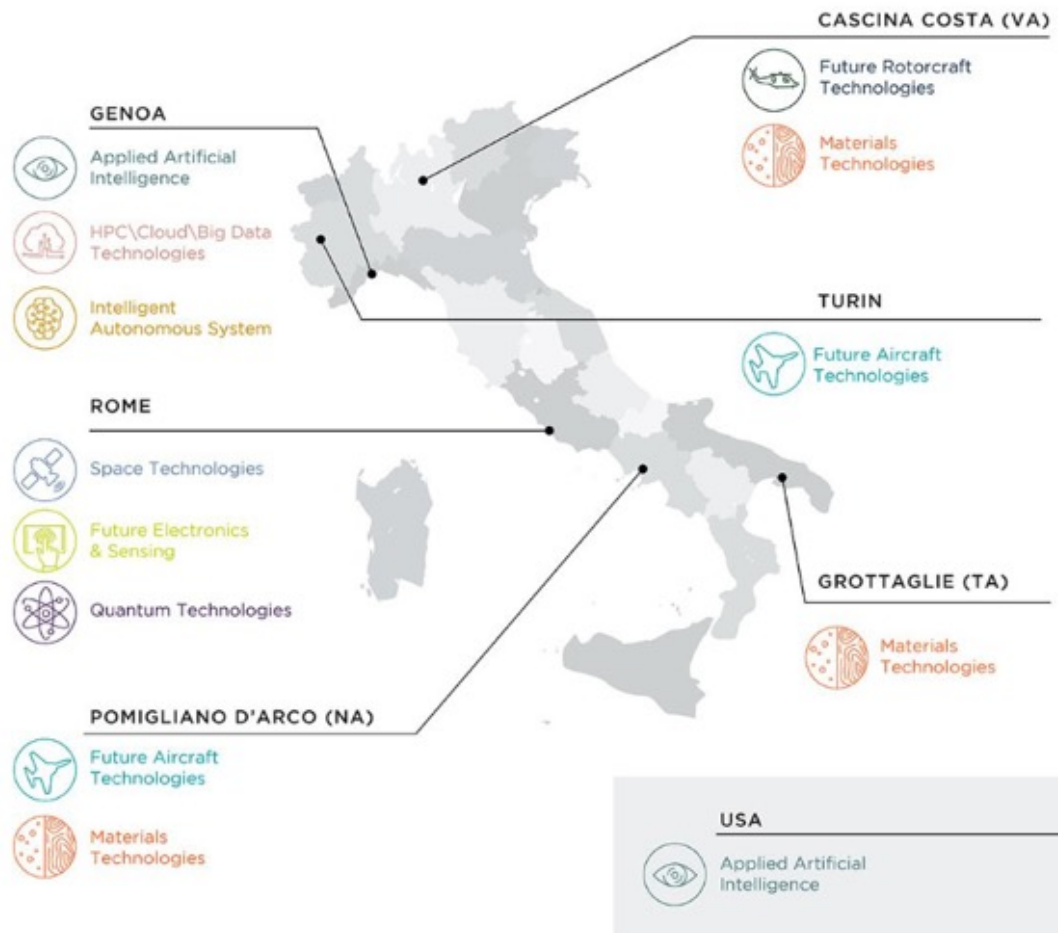 CASCINA COSTA (VA)
Future Rotorcraft
Technologies
Materials
Technologies
GENOA
Applied Artificial
Intelligence
HPC\Cloud\Big Data
Technologies
Intelligent
Autonomous System
TURIN
Future Aircraft
Technologies
ROME
Space Technologies
Future Electronics
& Sensing
Quantum Technologies
GROTTAGLIE (TA)
Materials
Technologies
POMIGLIANO D'ARCO (NA)
Future Aircraft
Technologies
Materials
Technologies
USA
Applied Artificial
Intelligence